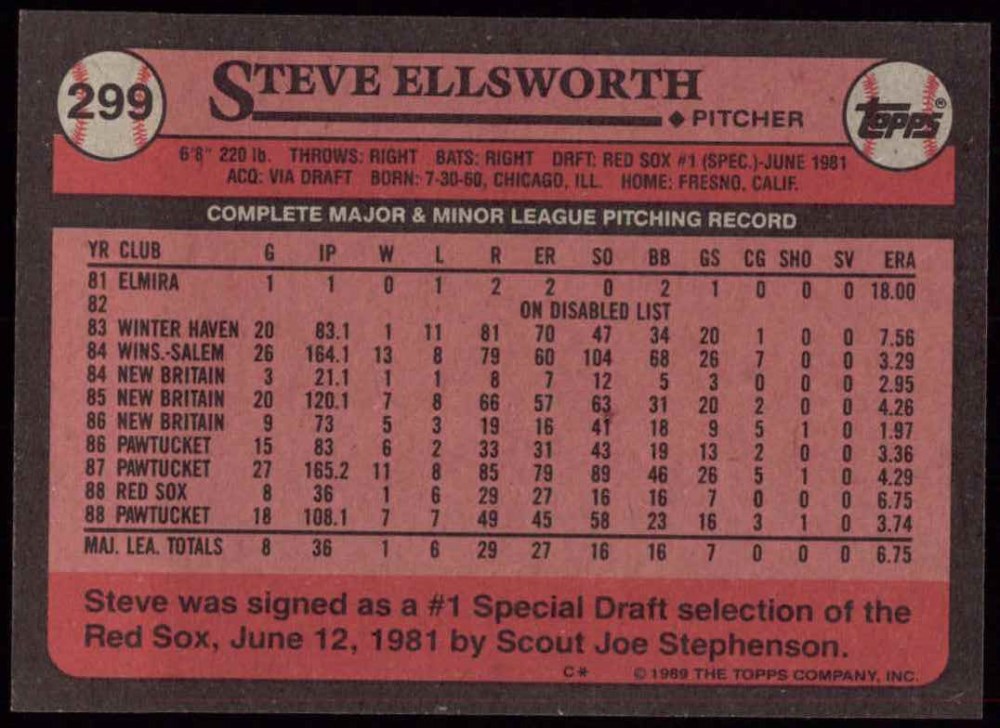 299
STEVE ELLSWORTH
◆ PITCHER
TOPPS®
6'8" 220 lb. THROWS: RIGHT BATS: RIGHT DRFT: RED SOX #1 (SPEC.)-JUNE 1981
ACQ: VIA DRAFT BORN: 7-30-60, CHICAGO, ILL. HOME: FRESNO, CALIF.
COMPLETE MAJOR & MINOR LEAGUE PITCHING RECORD
YR CLUB G IP W L R ER SO BB GS CG SHO SV ERA
81 ELMIRA 1 1 0 1 2 2 0 2 1 0 0 0 18.00
82 ON DISABLED LIST
83 WINTER HAVEN 20 83.1 1 11 81 70 47 34 20 1 0 0 7.56
84 WINS.-SALEM 26 164.1 13 8 79 60 104 68 26 7 0 0 3.29
84 NEW BRITAIN 3 21.1 1 1 8 7 12 5 3 0 0 0 2.95
85 NEW BRITAIN 20 120.1 7 8 66 57 63 31 20 2 0 0 4.26
86 NEW BRITAIN 9 73 5 3 19 16 41 18 9 5 1 0 1.97
86 PAWTUCKET 15 83 6 2 33 31 43 19 13 2 0 0 3.36
87 PAWTUCKET 27 165.2 11 8 85 79 89 46 26 5 1 0 4.29
88 RED SOX 8 36 1 6 29 27 16 16 7 0 0 0 6.75
88 PAWTUCKET 18 108.1 7 7 49 45 58 23 16 3 1 0 3.74
MAJ. LEA. TOTALS 8 36 1 6 29 27 16 16 7 0 0 0 6.75
Steve was signed as a #1 Special Draft selection of the
Red Sox, June 12, 1981 by Scout Joe Stephenson.
C* © 1989 THE TOPPS COMPANY, INC.